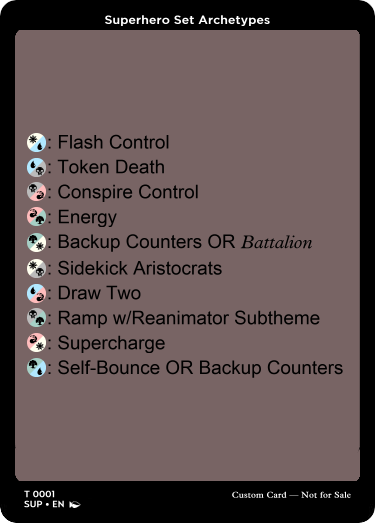 Superhero Set Archetypes
: Flash Control
: Token Death
: Conspire Control
: Energy
: Backup Counters OR Battalion
: Sidekick Aristocrats
: Draw Two
: Ramp w/Reanimator Subtheme
: Supercharge
: Self-Bounce OR Backup Counters
T 0001
SUP • EN
Custom Card — Not for Sale